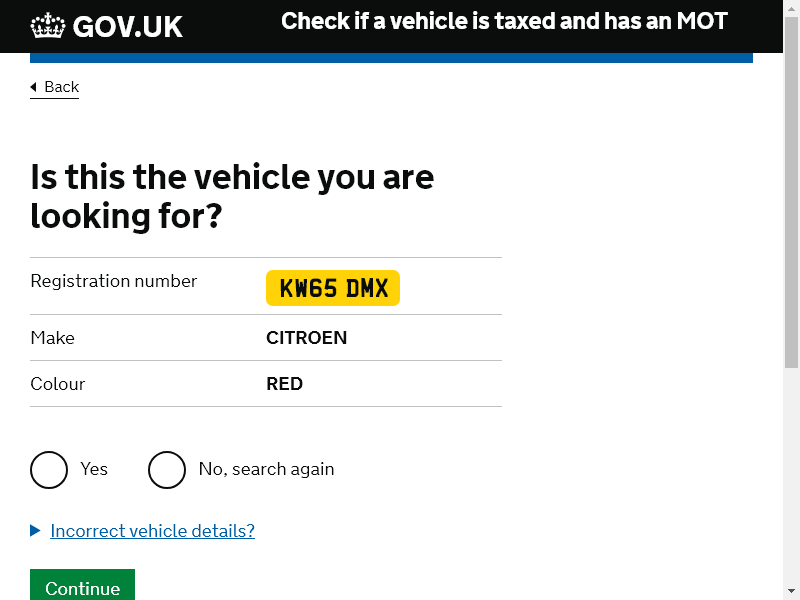 GOV.UK
Check if a vehicle is taxed and has an MOT
Back
Is this the vehicle you are
looking for?
Registration number
KW65 DMX
Make
CITROEN
Colour
RED
Yes
No, search again
Incorrect vehicle details?
Continue